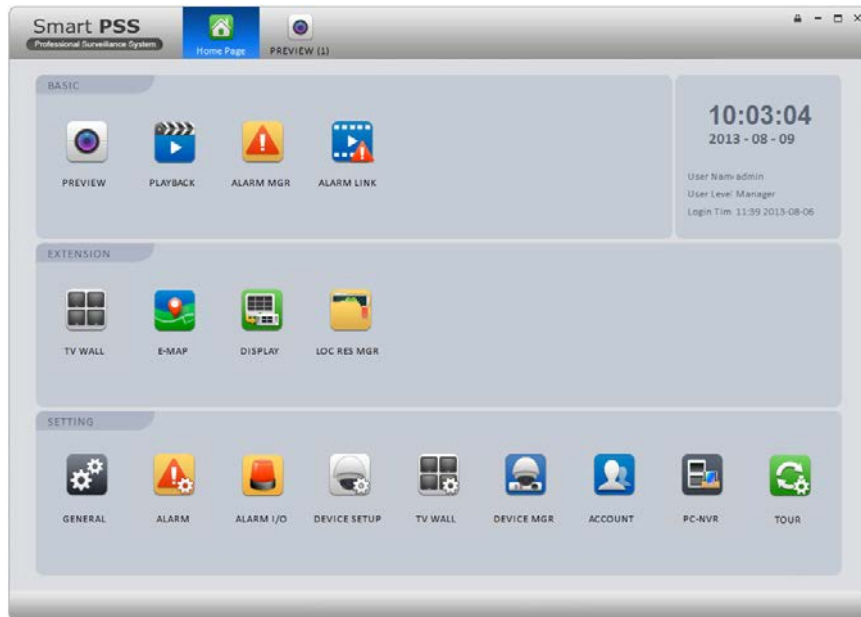 Smart PSS
Professional Surveillance System
Home Page
PREVIEW (1)
BASIC
PREVIEW
PLAYBACK
ALARM MGR
ALARM LINK
10:03:04
2013 - 08 - 09
User Nam admin
User Level Manager
Login Tim 11:39 2013-08-06
EXTENSION
TV WALL
E-MAP
DISPLAY
LOC RES MGR
SETTING
GENERAL
ALARM
ALARM I/O
DEVICE SETUP
TV WALL
DEVICE MGR
ACCOUNT
PC-NVR
TOUR